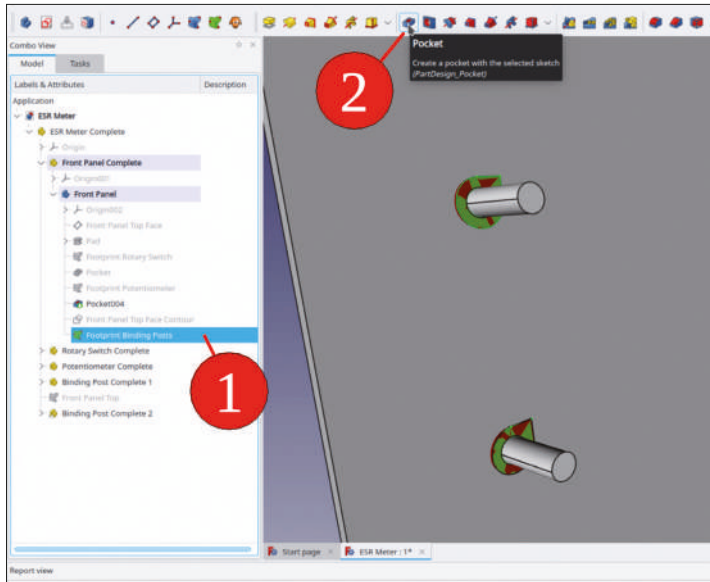 2
Pocket
Create a pocket with the selected sketch
(PartDesign_Pocket)
Combo View
Model Tasks
Labels & Attributes Description
Application
ESR Meter
ESR Meter Complete
Origin
Front Panel Complete
Origin001
Front Panel
Origin002
Front Panel Top Face
Pad
Footprint Rotary Switch
Pocket
Footprint Potentiometer
Pocket004
Front Panel Top Face Contour
Footprint Binding Posts
Rotary Switch Complete
Potentiometer Complete
Binding Post Complete 1
Front Panel Top
Binding Post Complete 2
1
Start page ESR Meter : 1*
Report view